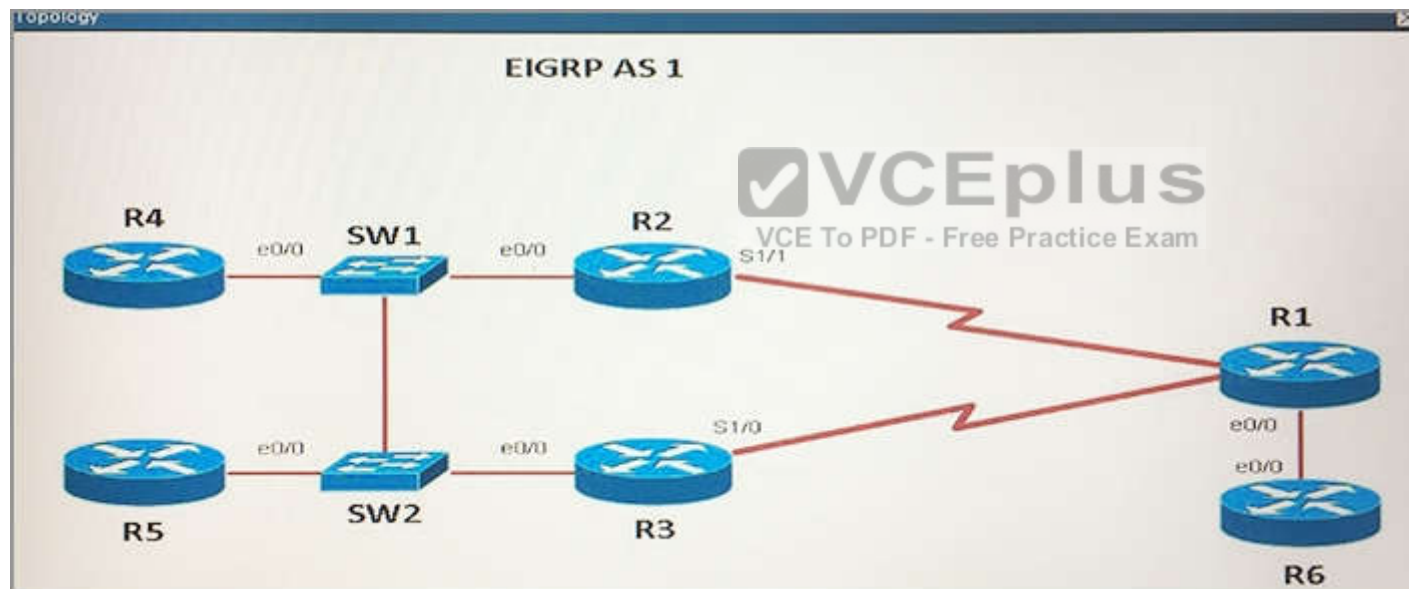 Topology
EIGRP AS 1
VCEplus
VCE To PDF - Free Practice Exam
R4
e0/0
SW1
e0/0
R2
S1/1
R1
e0/0
e0/0
R6
R5
e0/0
SW2
e0/0
R3
S1/0